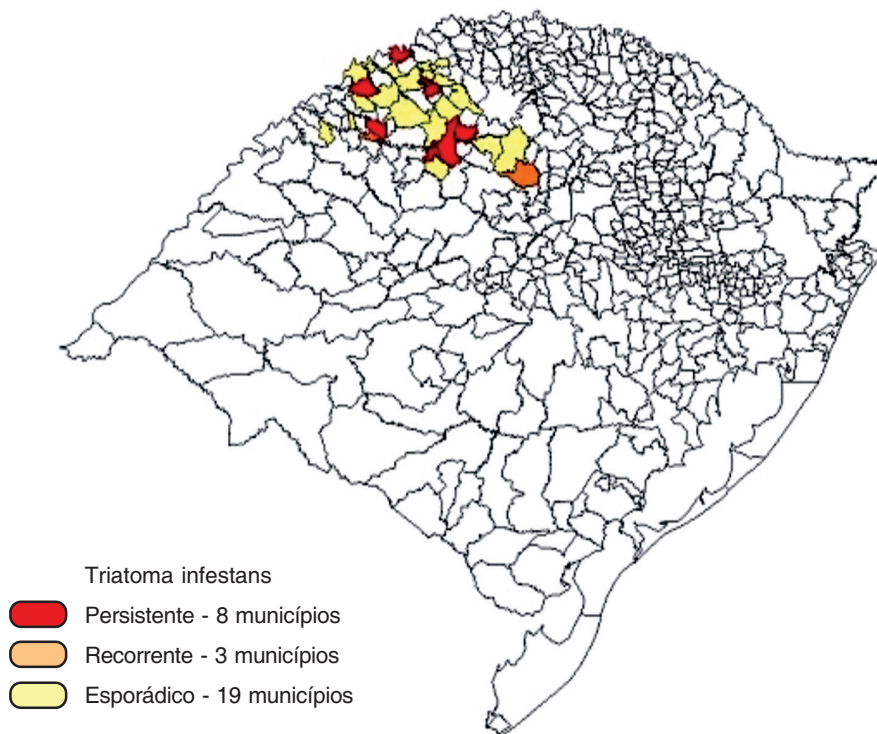 Triatoma infestans
Persistente - 8 municípios
Recorrente - 3 municípios
Esporádico - 19 municípios